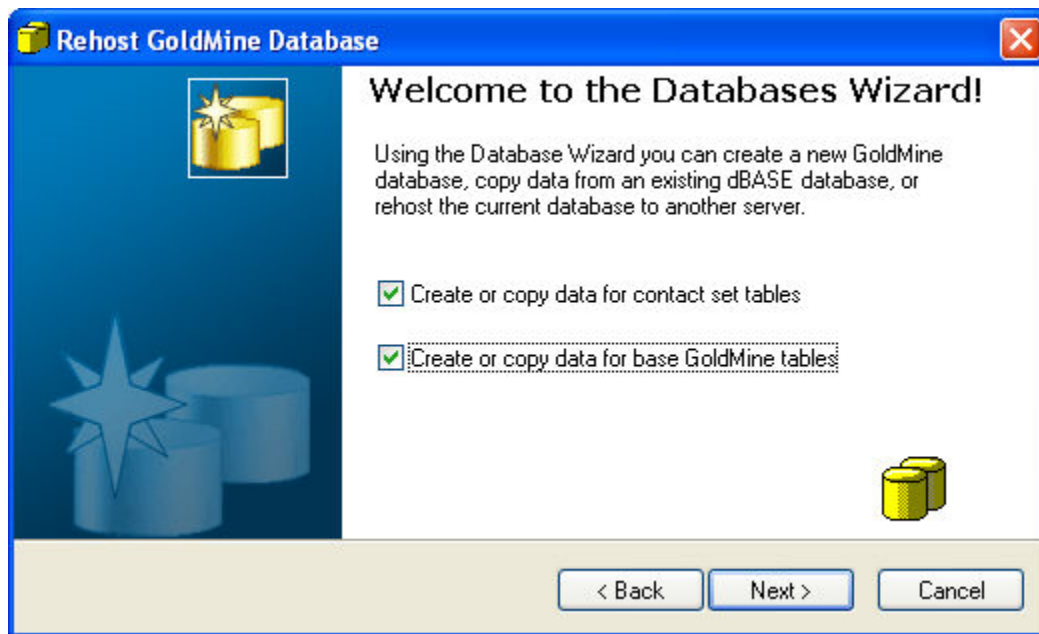 Rehost GoldMine Database
Welcome to the Databases Wizard!
Using the Database Wizard you can create a new GoldMine
database, copy data from an existing dBASE database, or
rehost the current database to another server.
Create or copy data for contact set tables
Create or copy data for base GoldMine tables
< Back
Next >
Cancel